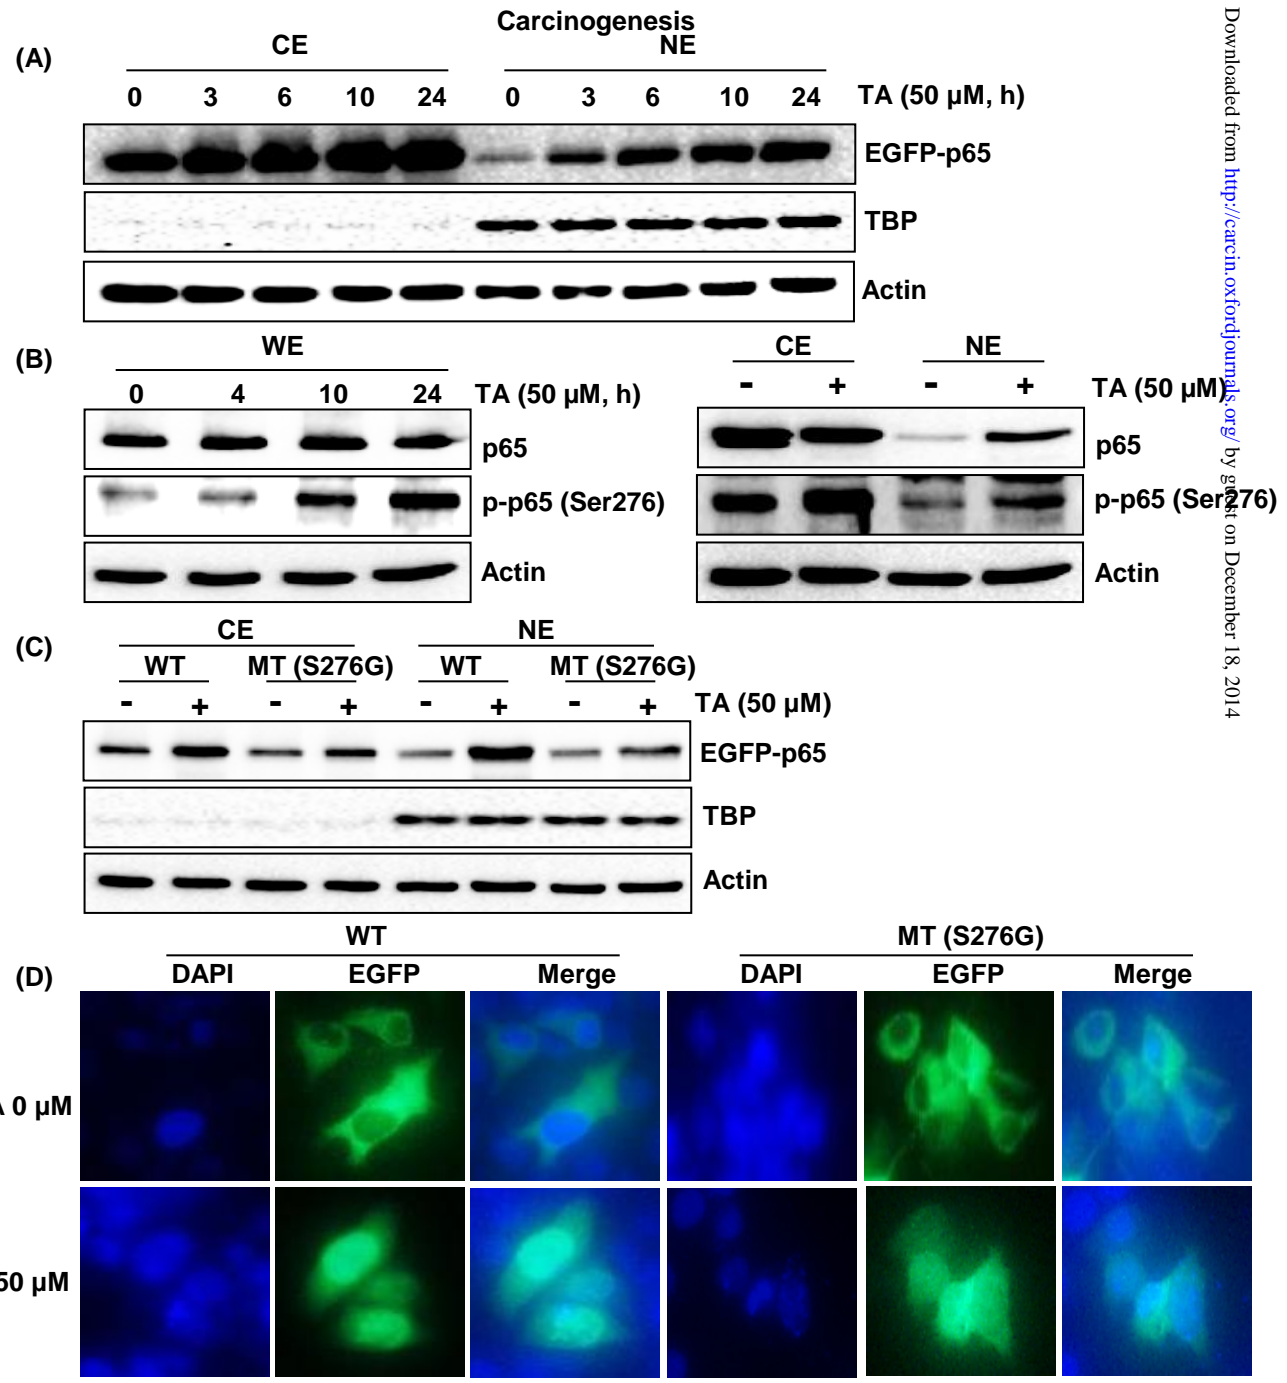 Carcinogenesis
(A)
CE
NE
0 3 6 10 24 0 3 6 10 24 TA (50 µM, h)
EGFP-p65
TBP
Actin
(B)
WE
0 4 10 24 TA (50 µM, h)
p65
p-p65 (Ser276)
Actin
CE NE
- + - + TA (50 µM)
p65
p-p65 (Ser276)
Actin
(C)
CE NE
WT MT (S276G) WT MT (S276G)
- + - + - + - + TA (50 µM)
EGFP-p65
TBP
Actin
(D)
WT MT (S276G)
DAPI EGFP Merge DAPI EGFP Merge
0 µM
50 µM
Downloaded from http://carcin.oxfordjournals.org/ by guest on December 18, 2014